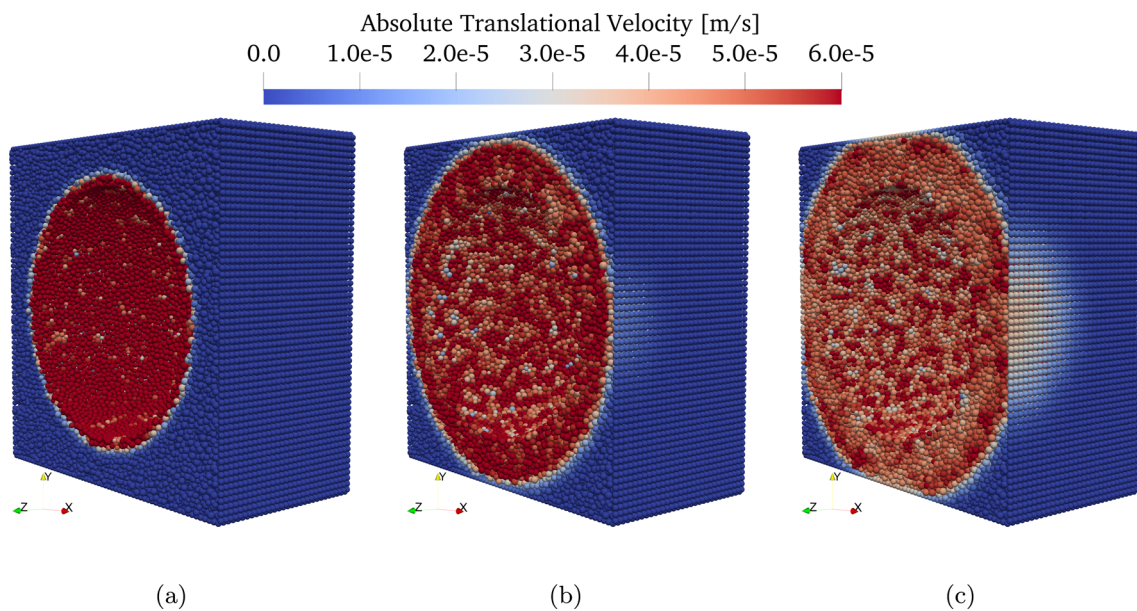 Absolute Translational Velocity [m/s]
0.0 1.0e-5 2.0e-5 3.0e-5 4.0e-5 5.0e-5 6.0e-5
Y Y Y
Z X Z X Z X
(a) (b) (c)